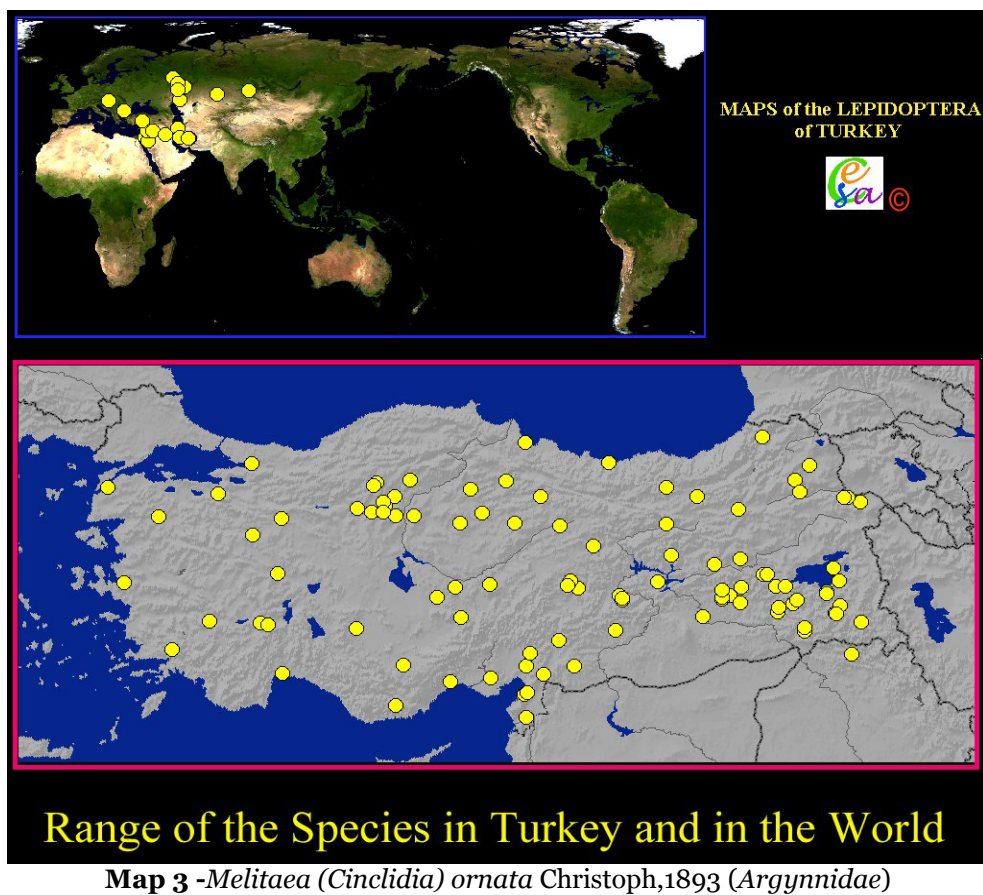 MAPS of the LEPIDOPTERA
of TURKEY
Cesa ©
Range of the Species in Turkey and in the World
Map 3 -Melitaea (Cinclidia) ornata Christoph,1893 (Argynnidae)